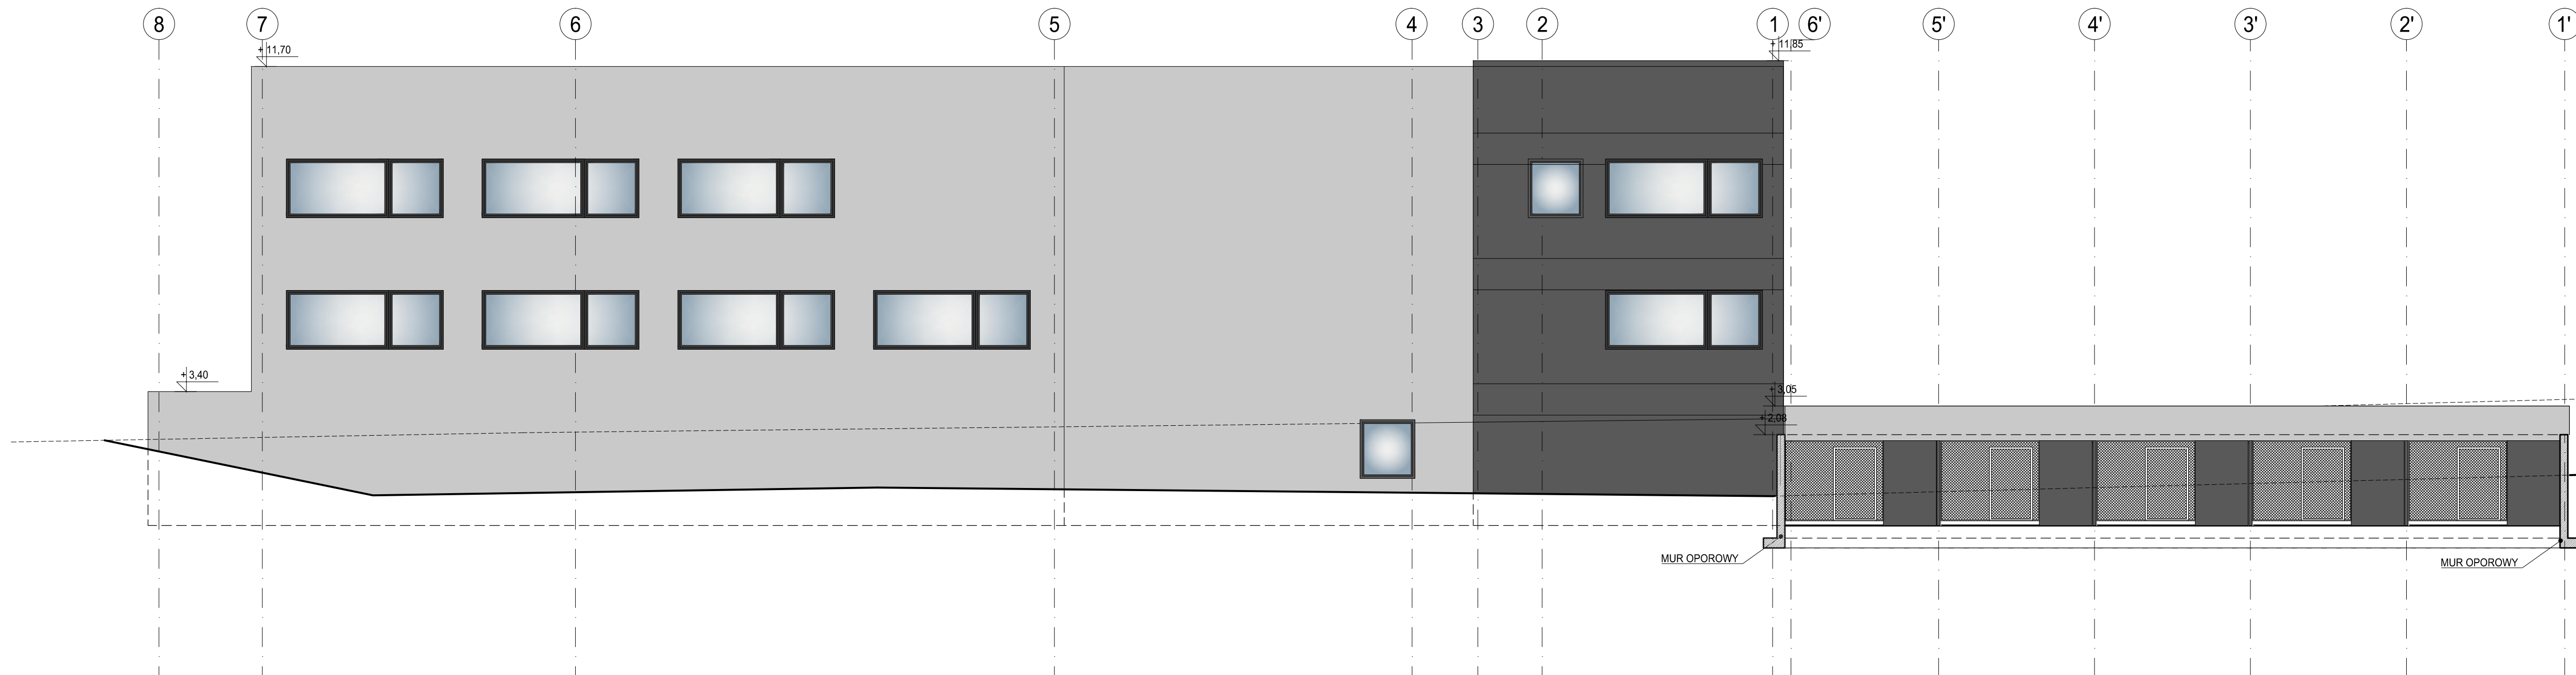 8 7 6 5 4 3 2 1 6' 5' 4' 3' 2' 1'
+ 11,70
+ 11,85
+ 3,40
+ 3,05
+ 2,08
MUR OPOROWY
MUR OPOROWY